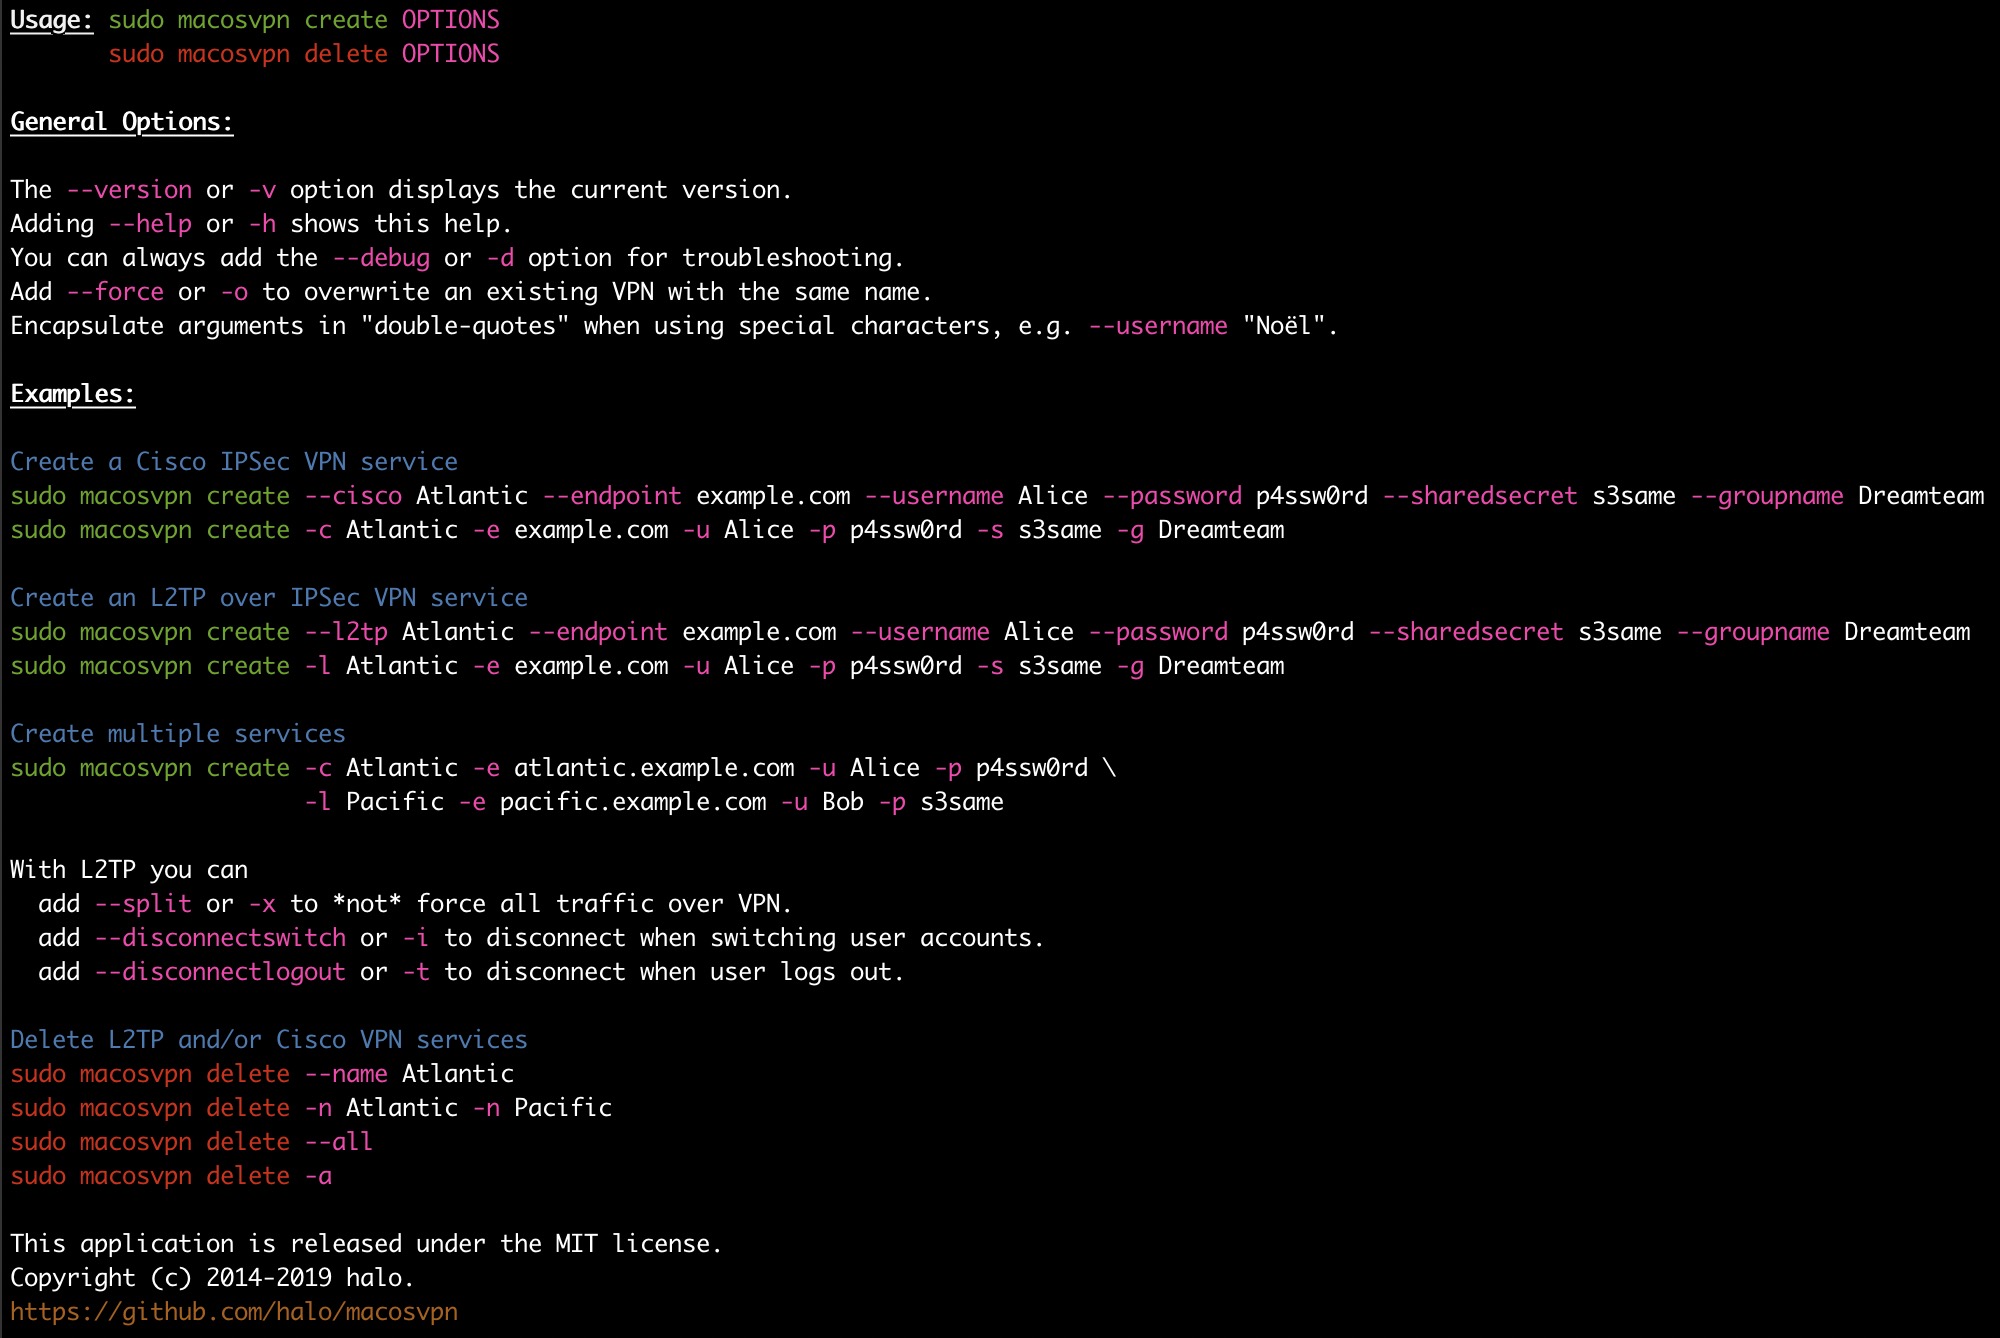 Usage: sudo macosvpn create OPTIONS
       sudo macosvpn delete OPTIONS

General Options:

The --version or -v option displays the current version.
Adding --help or -h shows this help.
You can always add the --debug or -d option for troubleshooting.
Add --force or -o to overwrite an existing VPN with the same name.
Encapsulate arguments in "double-quotes" when using special characters, e.g. --username "Noël".

Examples:

Create a Cisco IPSec VPN service
sudo macosvpn create --cisco Atlantic --endpoint example.com --username Alice --password p4ssw0rd --sharedsecret s3same --groupname Dreamteam
sudo macosvpn create -c Atlantic -e example.com -u Alice -p p4ssw0rd -s s3same -g Dreamteam

Create an L2TP over IPSec VPN service
sudo macosvpn create --l2tp Atlantic --endpoint example.com --username Alice --password p4ssw0rd --sharedsecret s3same --groupname Dreamteam
sudo macosvpn create -l Atlantic -e example.com -u Alice -p p4ssw0rd -s s3same -g Dreamteam

Create multiple services
sudo macosvpn create -c Atlantic -e atlantic.example.com -u Alice -p p4ssw0rd \
                     -l Pacific -e pacific.example.com -u Bob -p s3same

With L2TP you can
  add --split or -x to *not* force all traffic over VPN.
  add --disconnectswitch or -i to disconnect when switching user accounts.
  add --disconnectlogout or -t to disconnect when user logs out.

Delete L2TP and/or Cisco VPN services
sudo macosvpn delete --name Atlantic
sudo macosvpn delete -n Atlantic -n Pacific
sudo macosvpn delete --all
sudo macosvpn delete -a

This application is released under the MIT license.
Copyright (c) 2014-2019 halo.
https://github.com/halo/macosvpn